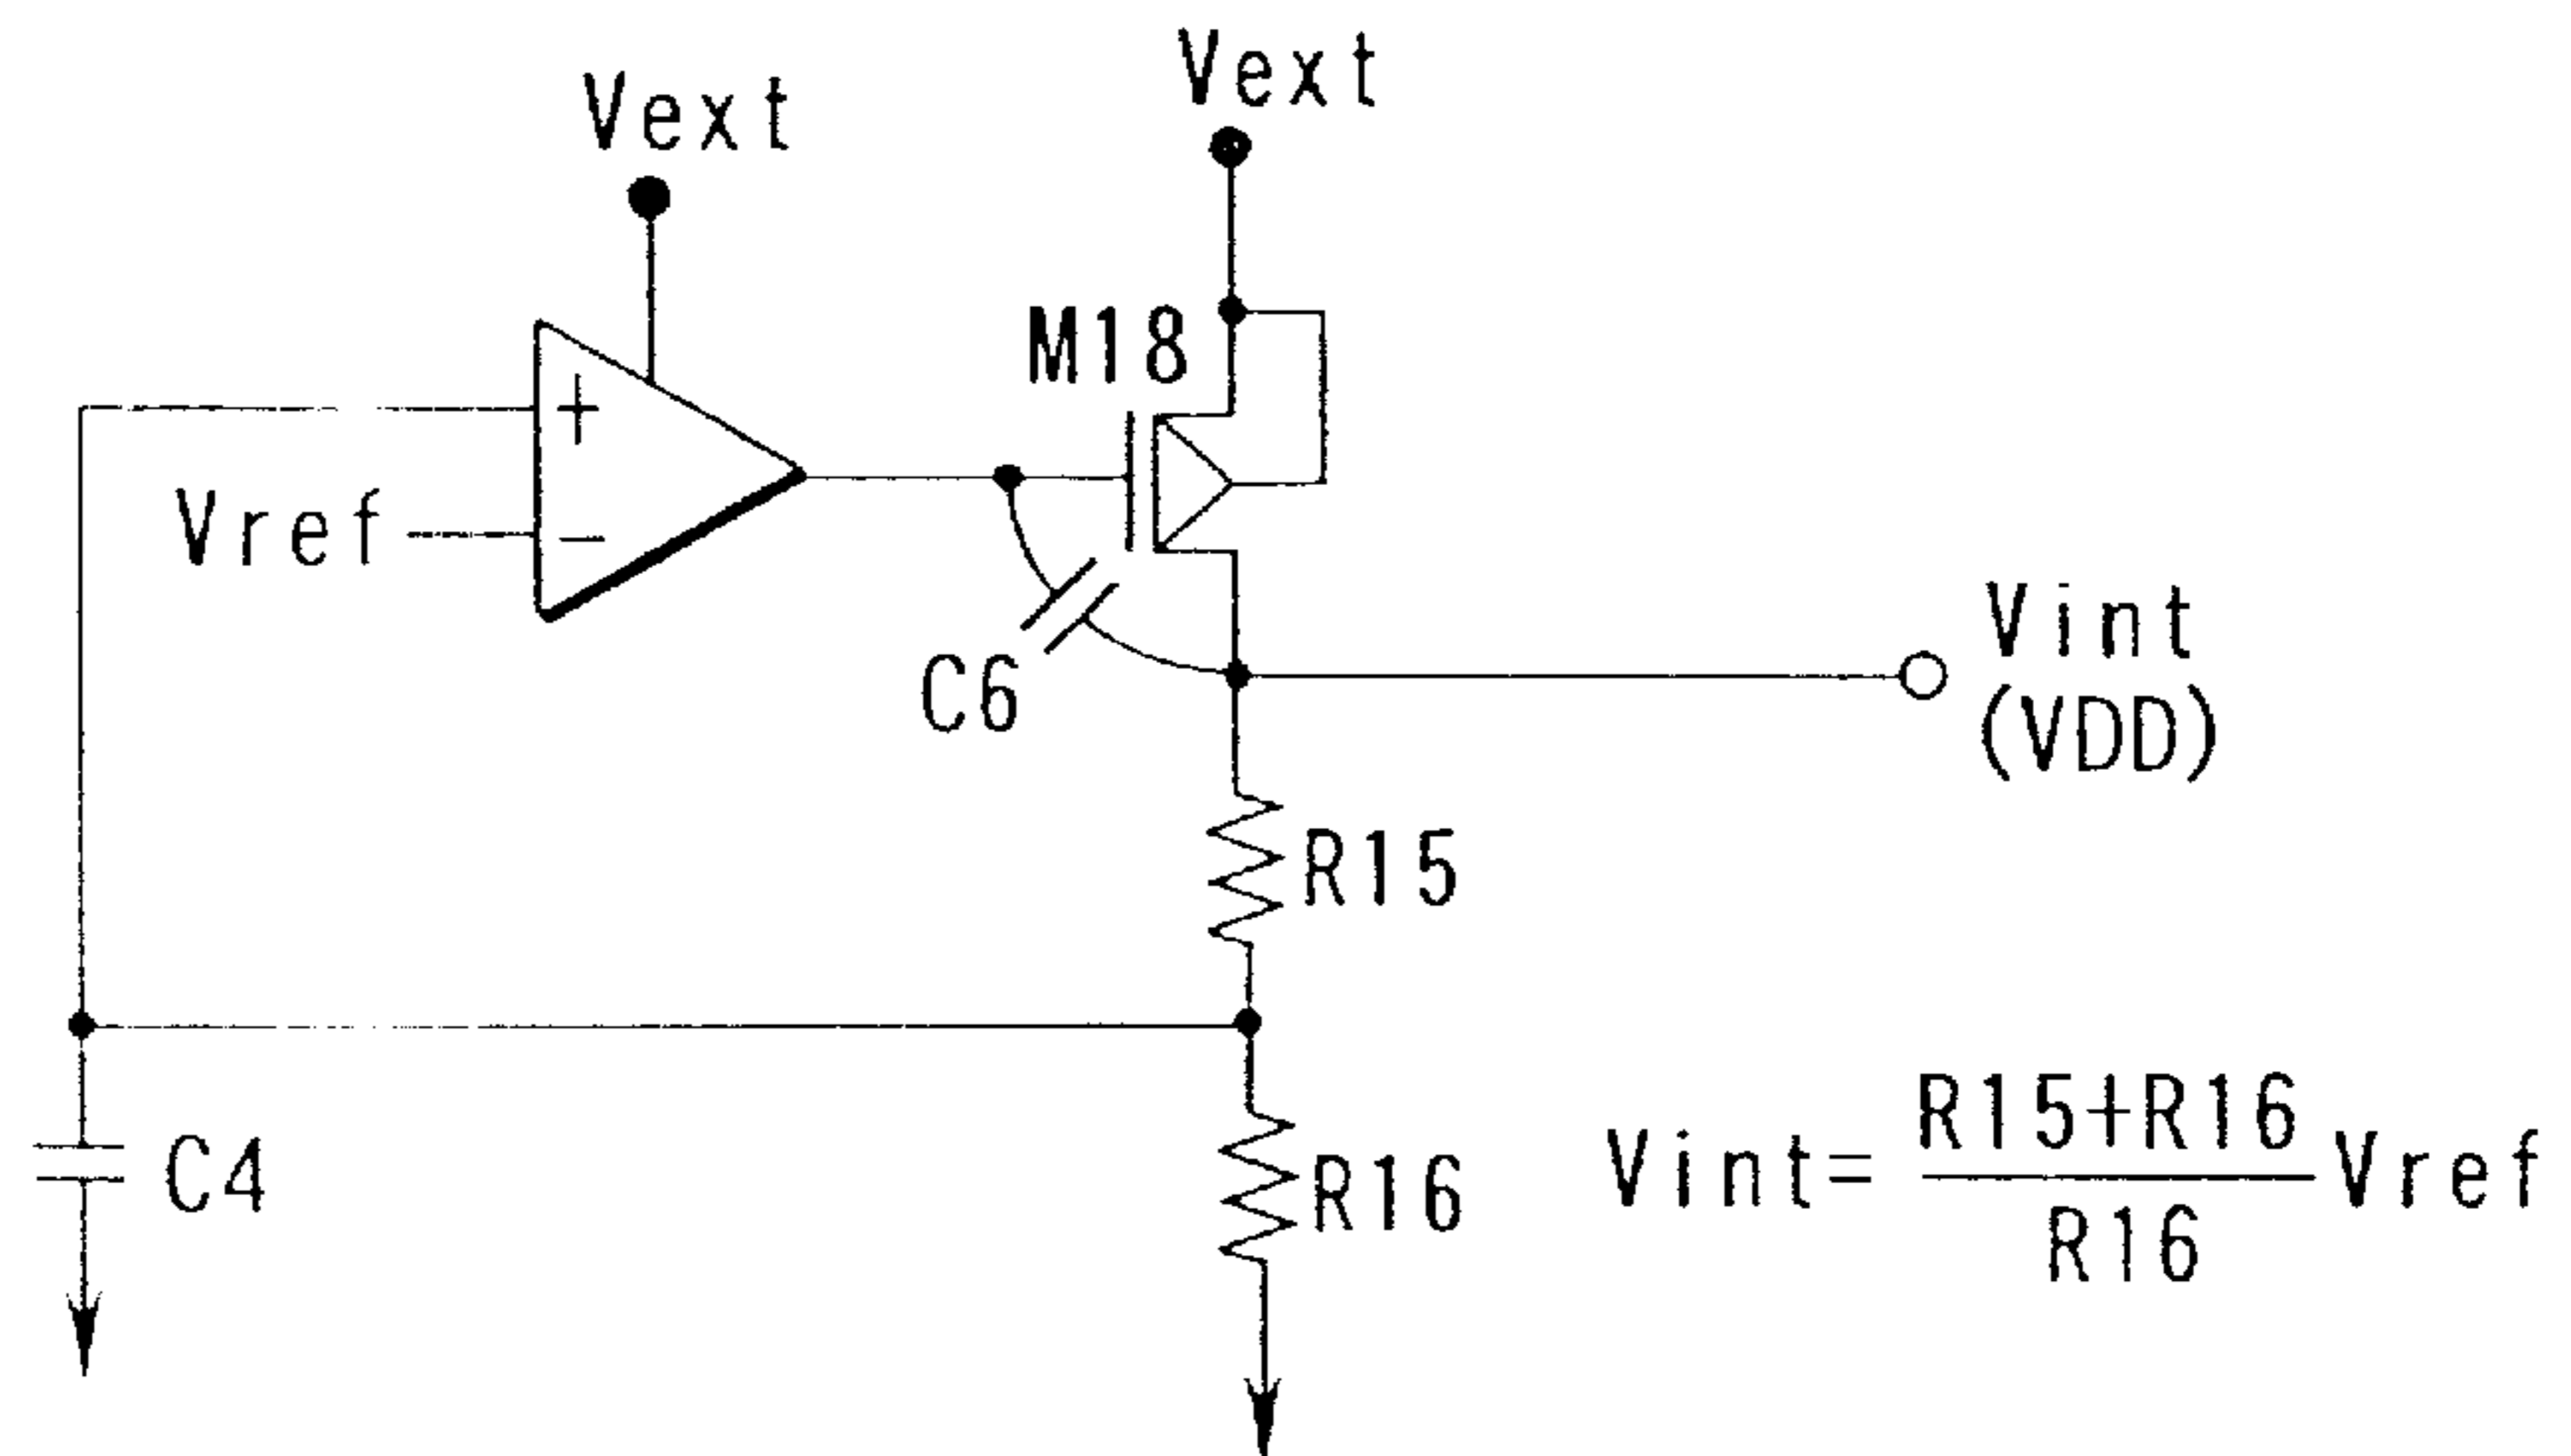 Vext
Vext
M18
+
Vref
−
C6
Vint
(VDD)
R15
C4
R16
Vint= R15+R16 Vref
R16